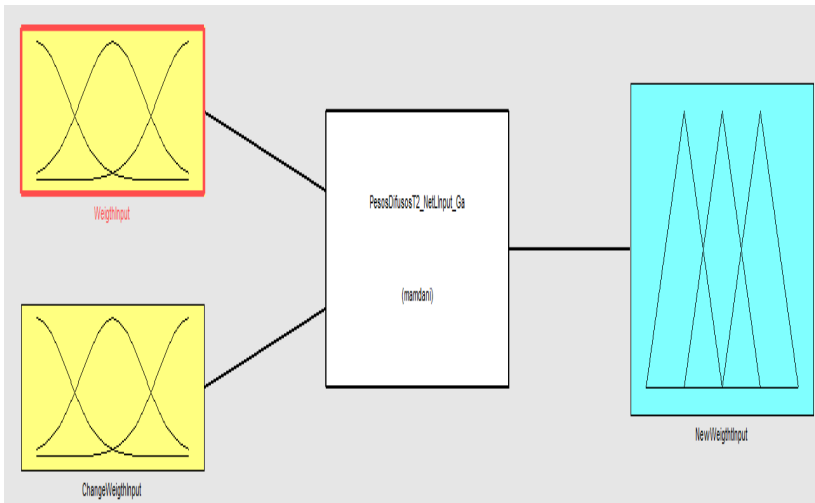 WeigthInput
PesosDifusosT2_NetLInput_Ga
(mamdani)
ChangeWeigthInput
NewWeigthtInput